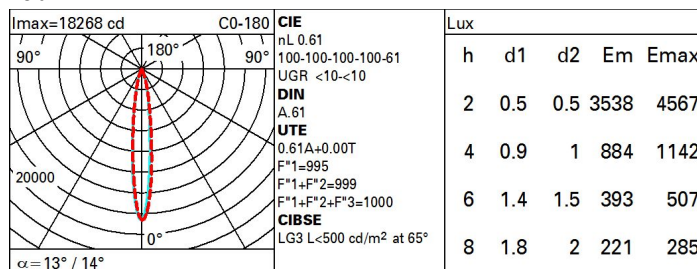 Imax=18268 cd C0-180
90° 180° 90°
20000
0°
α=13° / 14°
CIE
nL 0.61
100-100-100-100-61
UGR <10-<10
DIN
A.61
UTE
0.61A+0.00T
F"1=995
F"1+F"2=999
F"1+F"2+F"3=1000
CIBSE
LG3 L<500 cd/m² at 65°
Lux
h d1 d2 Em Emax
2 0.5 0.5 3538 4567
4 0.9 1 884 1142
6 1.4 1.5 393 507
8 1.8 2 221 285